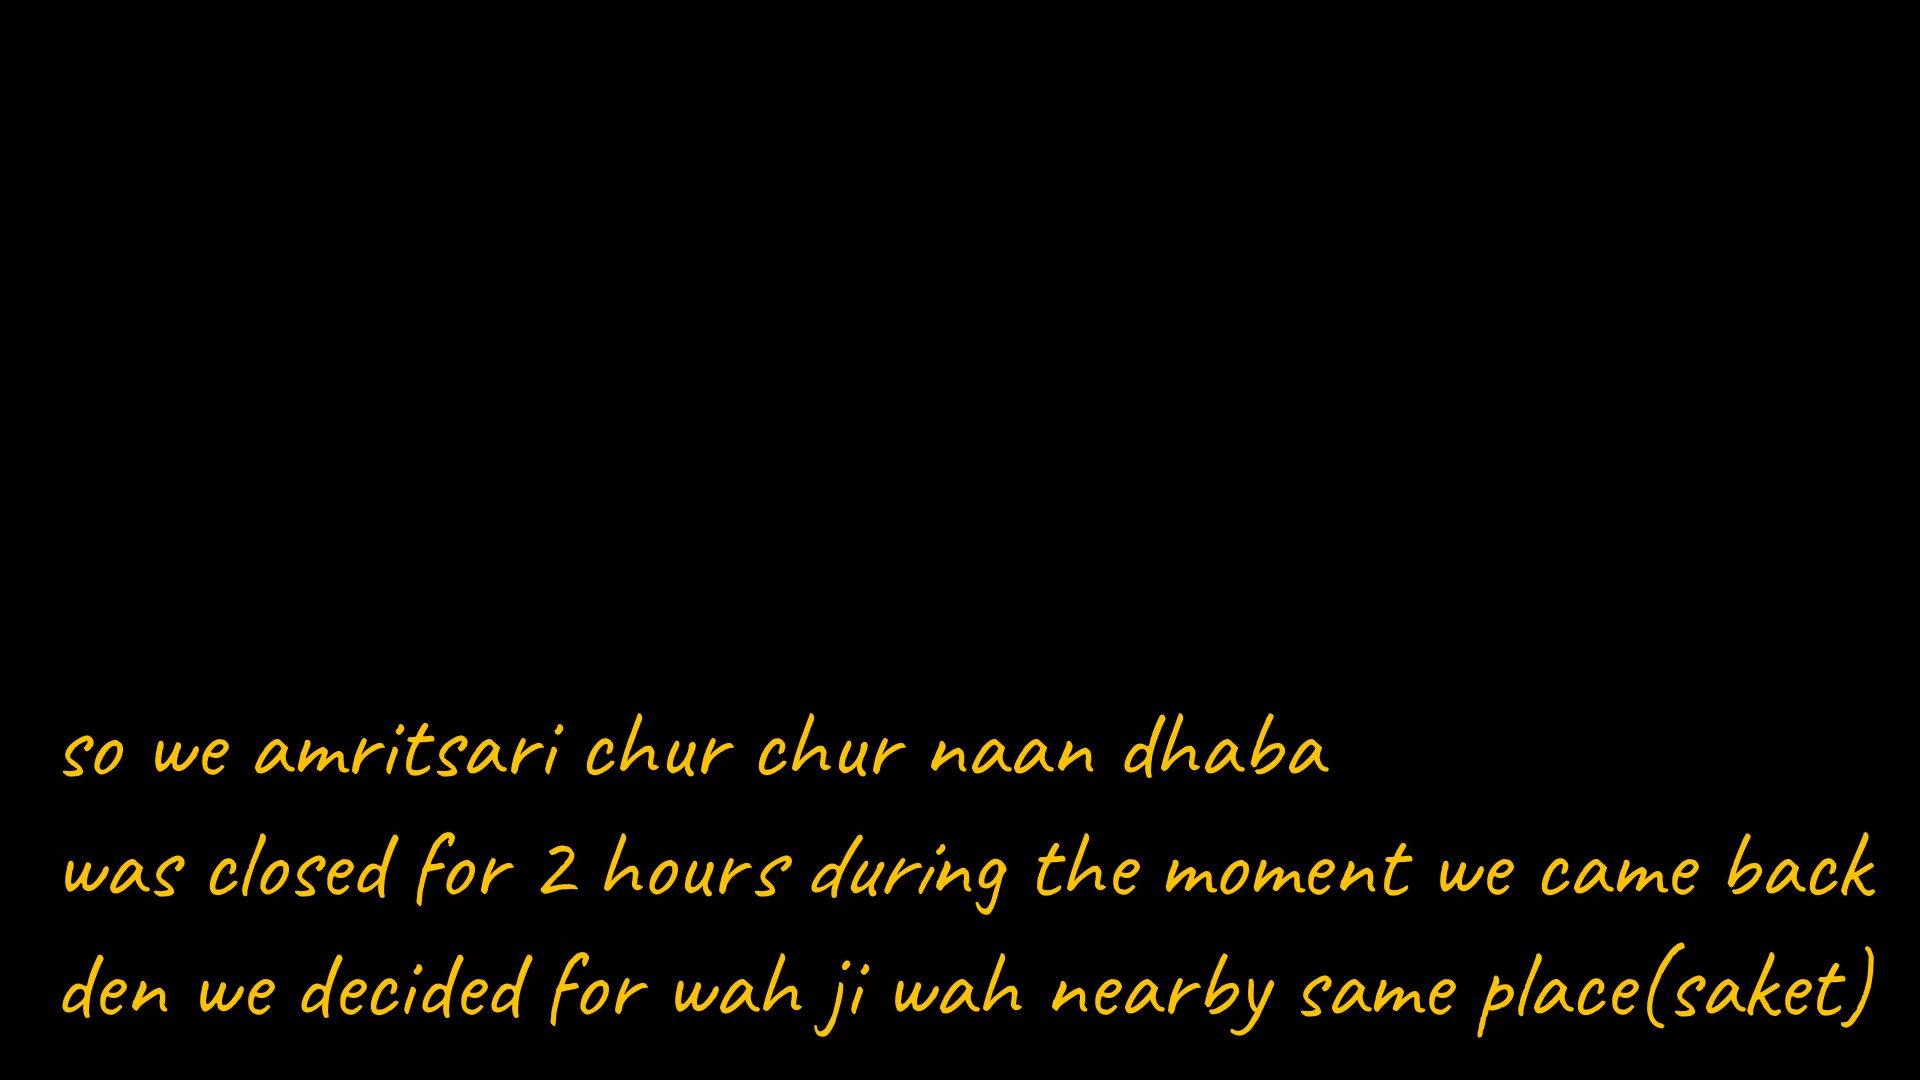 so we amritsari chur chur naan dhaba
was closed for 2 hours during the moment we came back
den we decided for wah ji wah nearby same place(saket)